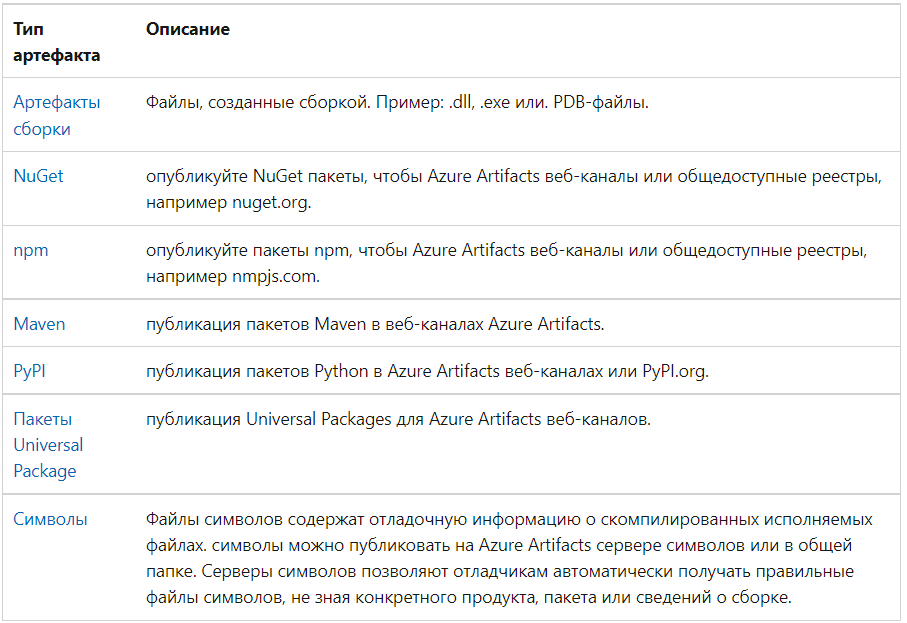 Тип
артефакта
Описание
Артефакты
сборки
Файлы, созданные сборкой. Пример: .dll, .exe или. PDB-файлы.
NuGet
опубликуйте NuGet пакеты, чтобы Azure Artifacts веб-каналы или общедоступные реестры,
например nuget.org.
npm
опубликуйте пакеты npm, чтобы Azure Artifacts веб-каналы или общедоступные реестры,
например nmpjs.com.
Maven
публикация пакетов Maven в веб-каналах Azure Artifacts.
PyPI
публикация пакетов Python в Azure Artifacts веб-каналах или PyPI.org.
Пакеты
Universal
Package
публикация Universal Packages для Azure Artifacts веб-каналов.
Символы
Файлы символов содержат отладочную информацию о скомпилированных исполняемых
файлах. символы можно публиковать на Azure Artifacts сервере символов или в общей
папке. Серверы символов позволяют отладчикам автоматически получать правильные
файлы символов, не зная конкретного продукта, пакета или сведений о сборке.